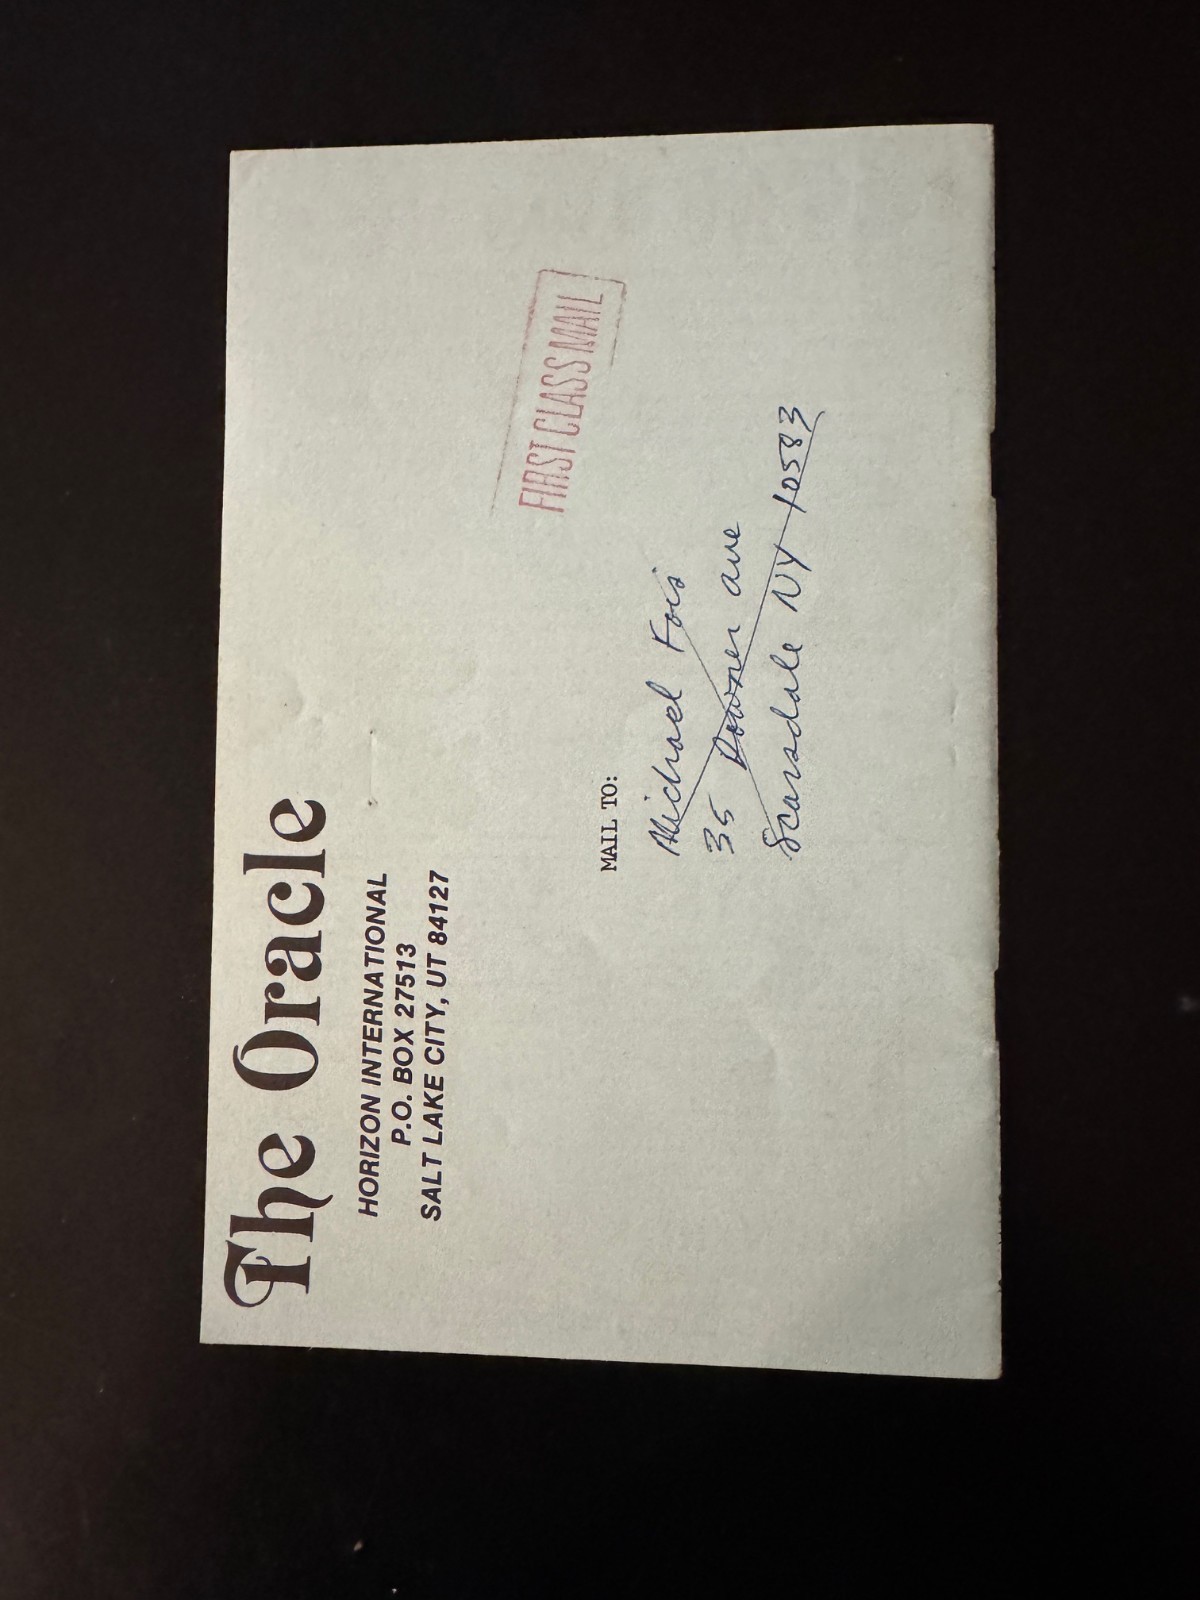 The Oracle
HORIZON INTERNATIONAL
P.O. BOX 27513
SALT LAKE CITY, UT 84127
FIRST CLASS MAIL
MAIL TO:
Michael Fois
35 Downer ave
Scarsdale NY 10583